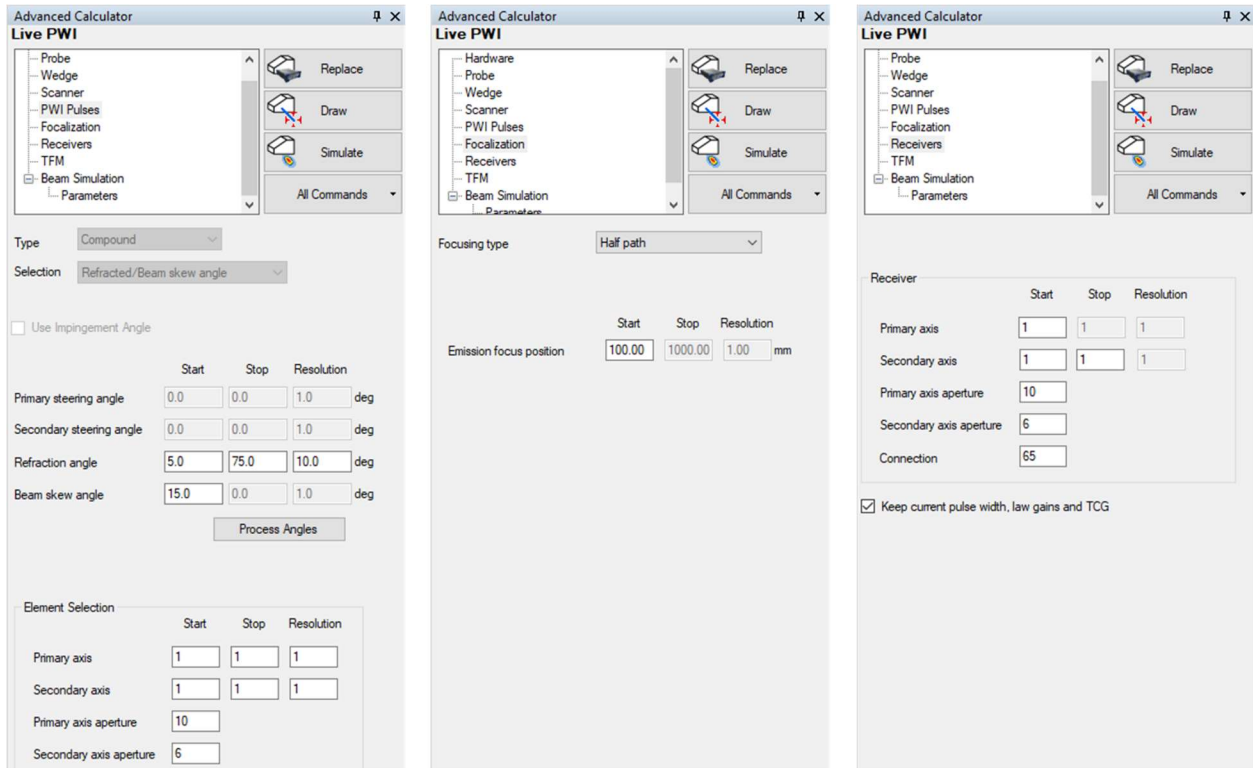 Advanced Calculator
Live PWI
Probe
Wedge
Scanner
PWI Pulses
Focalization
Receivers
TFM
Beam Simulation
Parameters
Replace
Draw
Simulate
All Commands
Type Compound
Selection Refracted/Beam skew angle
Use Impingement Angle
Start Stop Resolution
Primary steering angle 0.0 0.0 1.0 deg
Secondary steering angle 0.0 0.0 1.0 deg
Refraction angle 5.0 75.0 10.0 deg
Beam skew angle 15.0 0.0 1.0 deg
Process Angles
Element Selection
Start Stop Resolution
Primary axis 1 1 1
Secondary axis 1 1 1
Primary axis aperture 10
Secondary axis aperture 6
Advanced Calculator
Live PWI
Hardware
Probe
Wedge
Scanner
PWI Pulses
Focalization
Receivers
TFM
Beam Simulation
Parameters
Replace
Draw
Simulate
All Commands
Focusing type Half path
Start Stop Resolution
Emission focus position 100.00 1000.00 1.00 mm
Advanced Calculator
Live PWI
Probe
Wedge
Scanner
PWI Pulses
Focalization
Receivers
TFM
Beam Simulation
Parameters
Replace
Draw
Simulate
All Commands
Receiver
Start Stop Resolution
Primary axis 1 1 1
Secondary axis 1 1 1
Primary axis aperture 10
Secondary axis aperture 6
Connection 65
Keep current pulse width, law gains and TCG